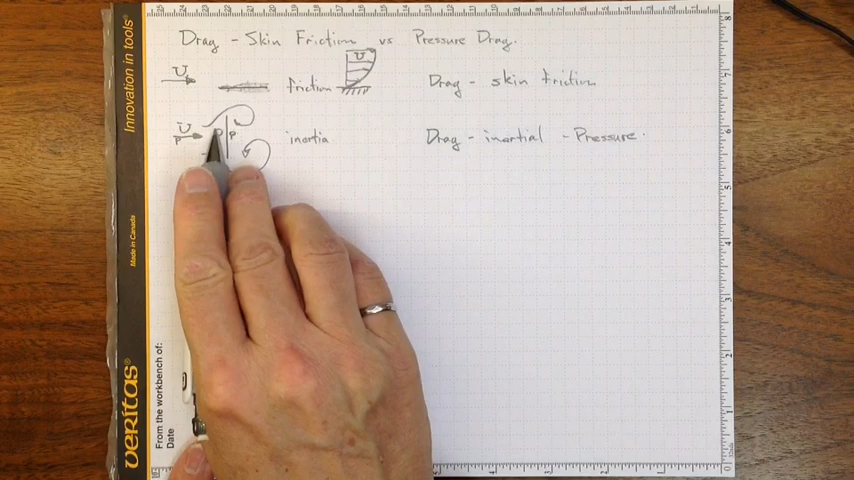 Drag - Skin Friction vs Pressure Drag.
U friction U Drag - skin friction
U P P P inertia Drag - inertial - Pressure.
Innovation in tools
Made in Canada
veritas
From the workbench of:
Date